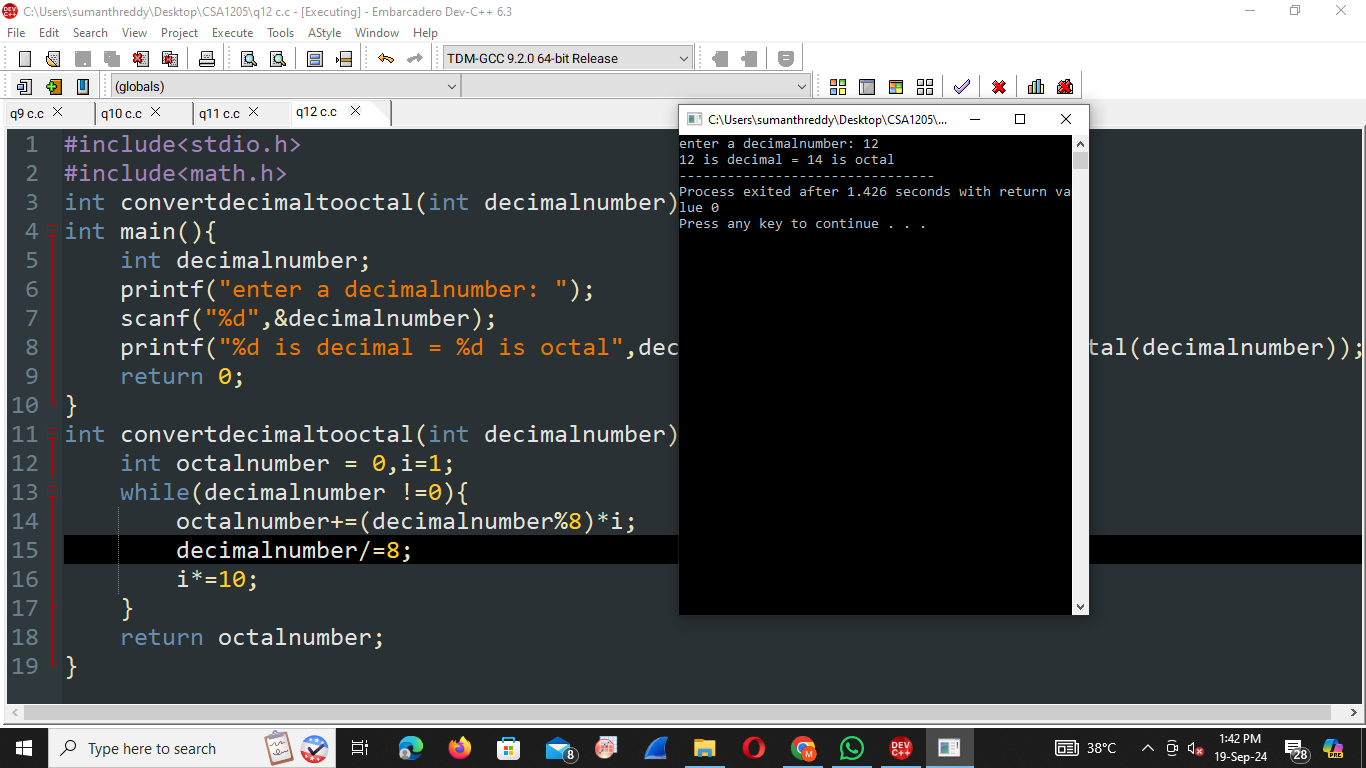 C:\Users\sumanthreddy\Desktop\CSA1205\q12 c.c - [Executing] - Embarcadero Dev-C++ 6.3
File Edit Search View Project Execute Tools AStyle Window Help
TDM-GCC 9.2.0 64-bit Release
(globals)
q9 c.c q10 c.c q11 c.c q12 c.c
1 #include<stdio.h>
2 #include<math.h>
3 int convertdecimaltooctal(int decimalnumber)
4 int main(){
5 int decimalnumber;
6 printf("enter a decimalnumber: ");
7 scanf("%d",&decimalnumber);
8 printf("%d is decimal = %d is octal",dec tal(decimalnumber));
9 return 0;
10 }
11 int convertdecimaltooctal(int decimalnumber)
12 int octalnumber = 0,i=1;
13 while(decimalnumber !=0){
14 octalnumber+=(decimalnumber%8)*i;
15 decimalnumber/=8;
16 i*=10;
17 }
18 return octalnumber;
19 }
C:\Users\sumanthreddy\Desktop\CSA1205\...
enter a decimalnumber: 12
12 is decimal = 14 is octal
--------------------------------
Process exited after 1.426 seconds with return va
lue 0
Press any key to continue . . .
Type here to search
8
DEV C++
38°C
1:42 PM
19-Sep-24
28
PRE